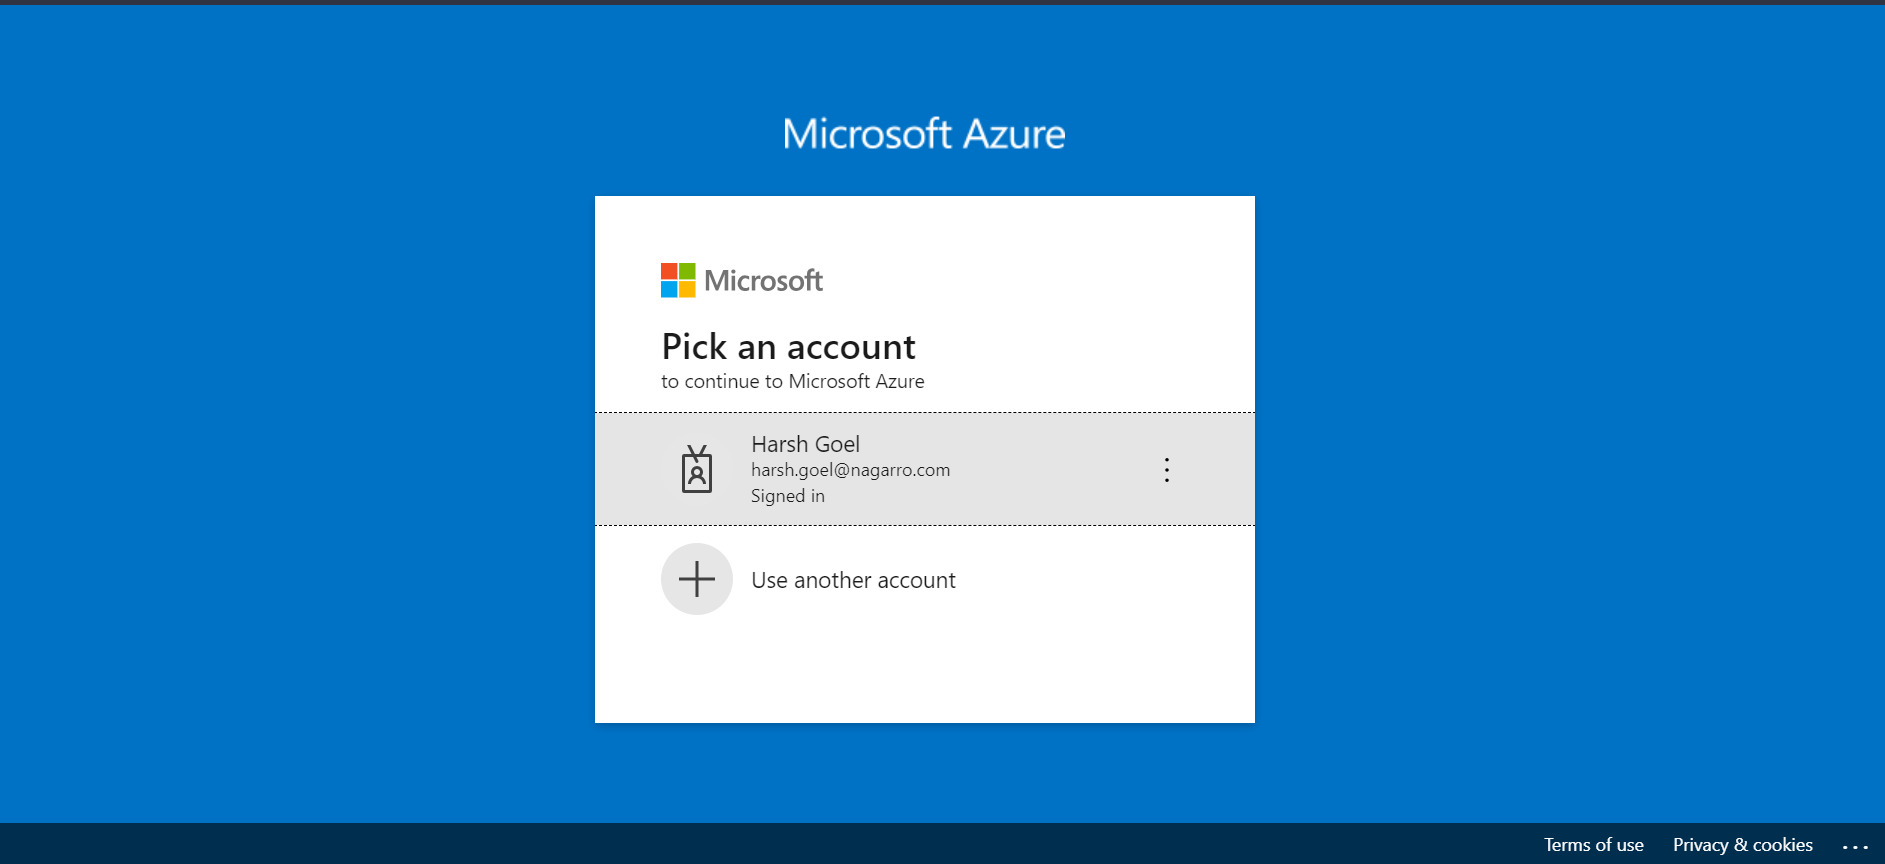 Microsoft Azure
Microsoft
Pick an account
to continue to Microsoft Azure
Harsh Goel
harsh.goel@nagarro.com
Signed in
Use another account
Terms of use
Privacy & cookies
...